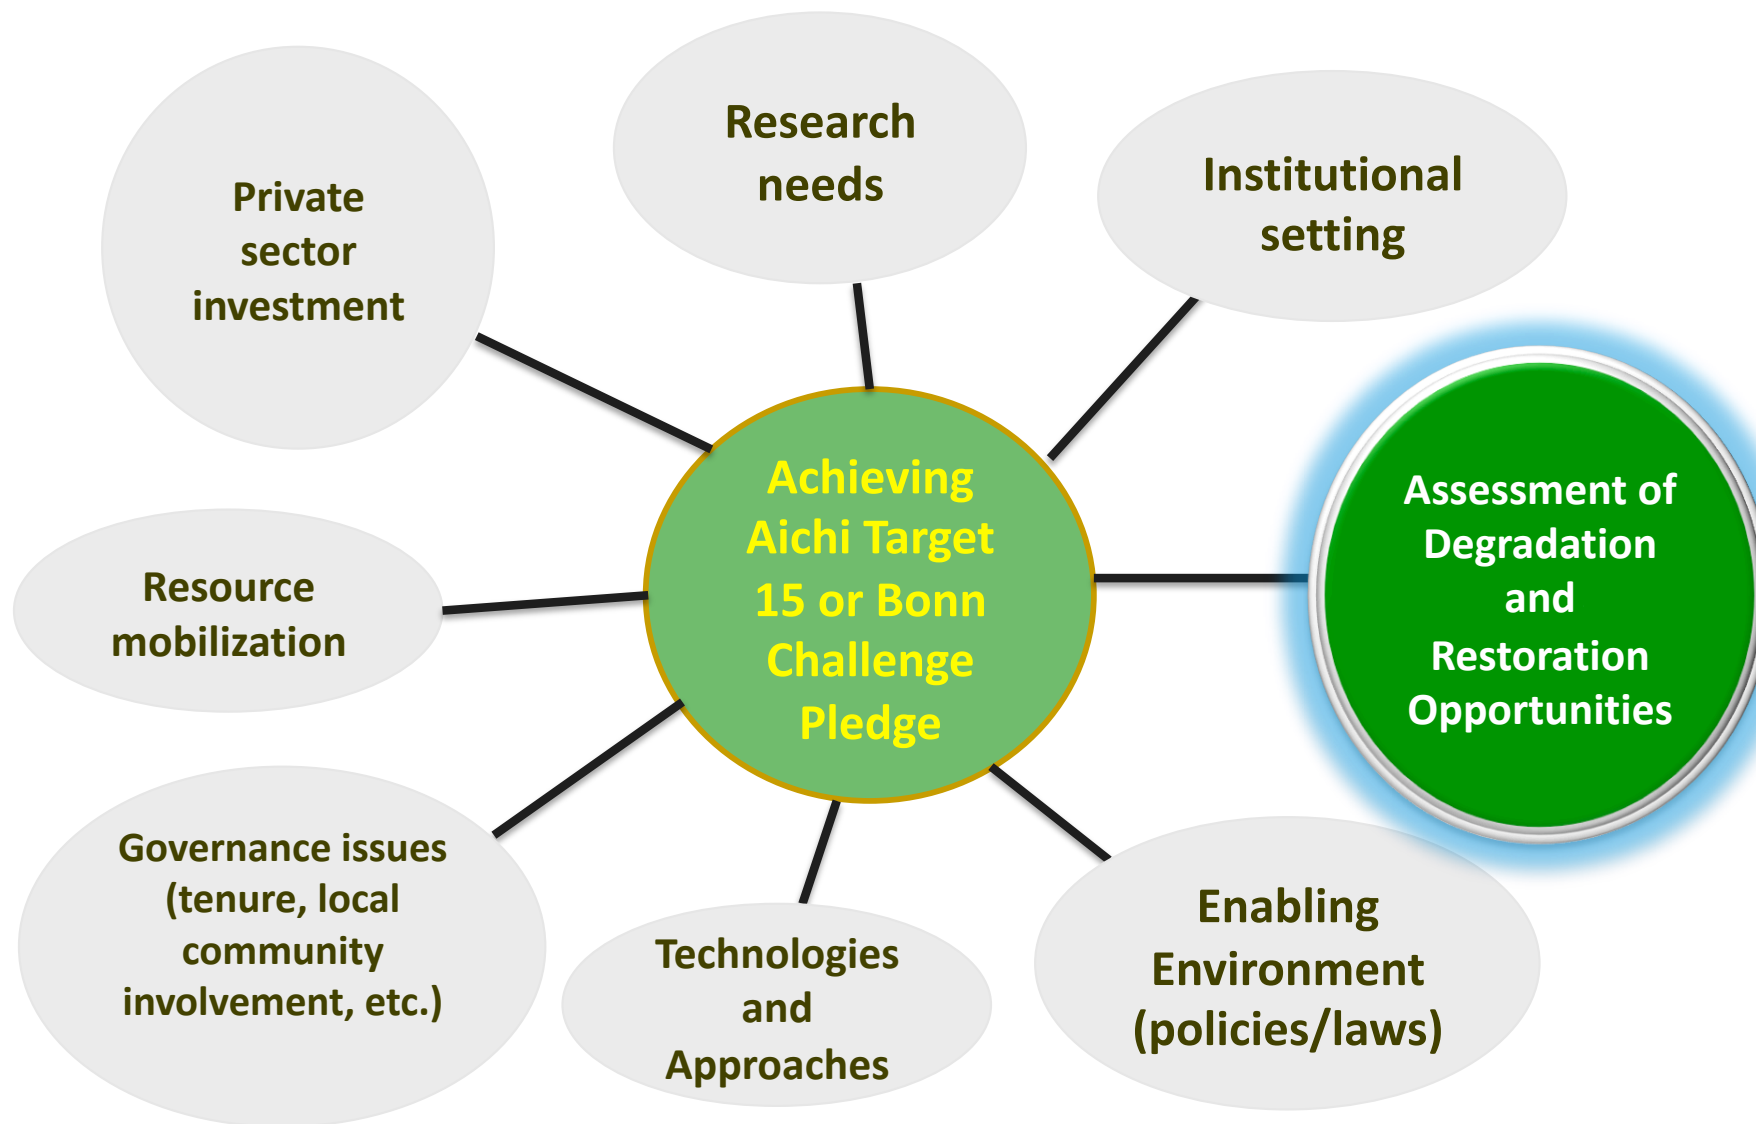 Private
sector
investment
Research
needs
Institutional
setting
Achieving
Aichi Target
15 or Bonn
Challenge
Pledge
Assessment of
Degradation
and
Restoration
Opportunities
Resource
mobilization
Governance issues
(tenure, local
community
involvement, etc.)
Technologies
and
Approaches
Enabling
Environment
(policies/laws)